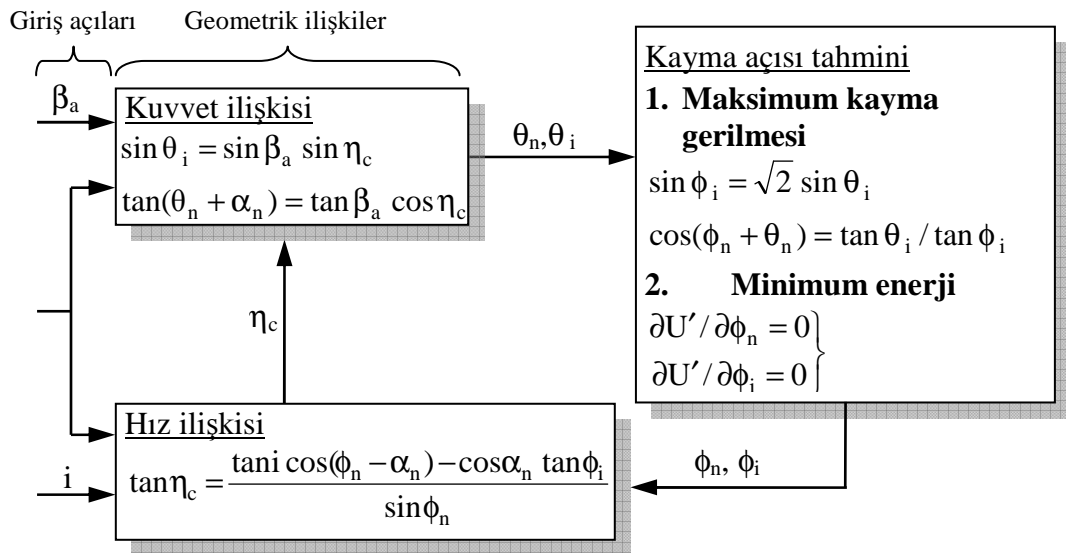 Giriş açıları
Geometrik ilişkiler
βa
Kuvvet ilişkisi
sin θi = sin βa sin ηc
tan(θn + αn) = tan βa cos ηc
θn,θi
Kayma açısı tahmini
1. Maksimum kayma
gerilmesi
sin ϕi = √2 sin θi
cos(ϕn + θn) = tan θi / tan ϕi
2. Minimum enerji
∂U′/∂ϕn = 0}
∂U′/∂ϕi = 0}
ηc
Hız ilişkisi
tanηc = (tani cos(ϕn − αn) − cosαn tanϕi) / sinϕn
i
ϕn, ϕi